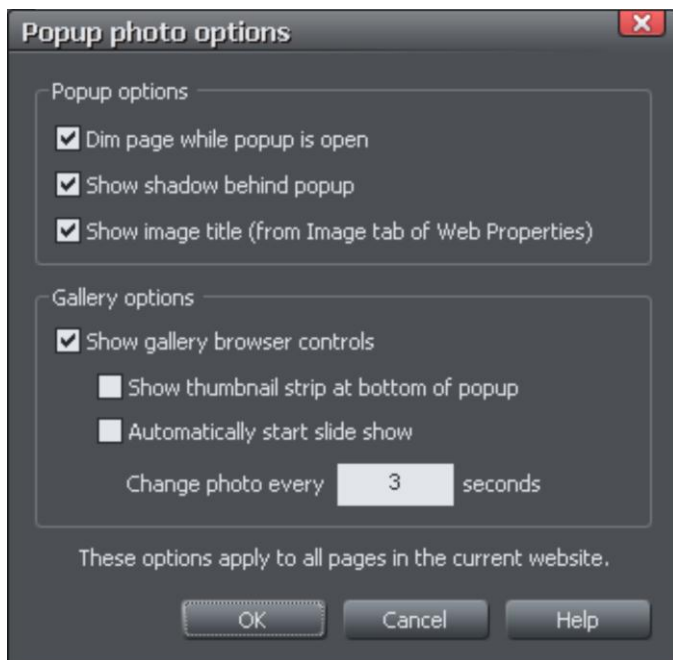 Popup photo options
Popup options
Dim page while popup is open
Show shadow behind popup
Show image title (from Image tab of Web Properties)
Gallery options
Show gallery browser controls
Show thumbnail strip at bottom of popup
Automatically start slide show
Change photo every 3 seconds
These options apply to all pages in the current website.
OK Cancel Help